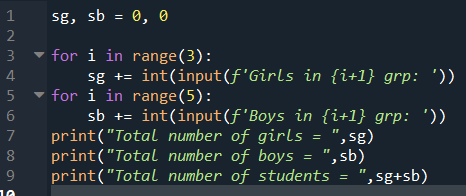 1 sg, sb = 0, 0
2
3 for i in range(3):
4     sg += int(input(f'Girls in {i+1} grp: '))
5 for i in range(5):
6     sb += int(input(f'Boys in {i+1} grp: '))
7 print("Total number of girls = ",sg)
8 print("Total number of boys = ",sb)
9 print("Total number of students = ",sg+sb)
10